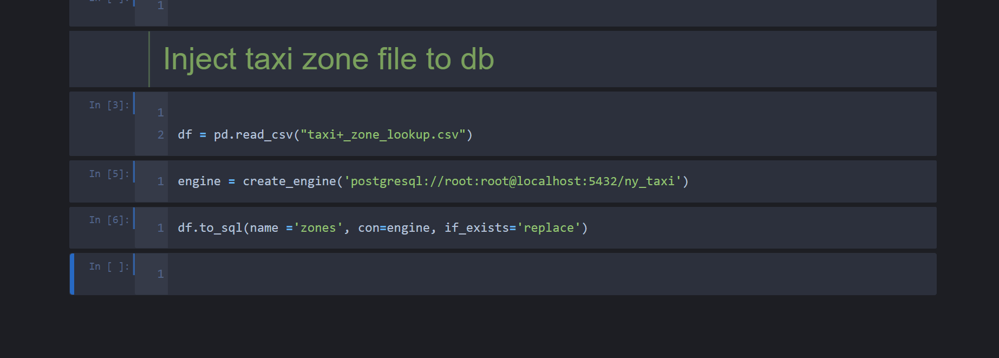 In [ ]:
1
Inject taxi zone file to db
In [3]:
1
2 df = pd.read_csv("taxi+_zone_lookup.csv")
In [5]:
1 engine = create_engine('postgresql://root:root@localhost:5432/ny_taxi')
In [6]:
1 df.to_sql(name ='zones', con=engine, if_exists='replace')
In [ ]:
1